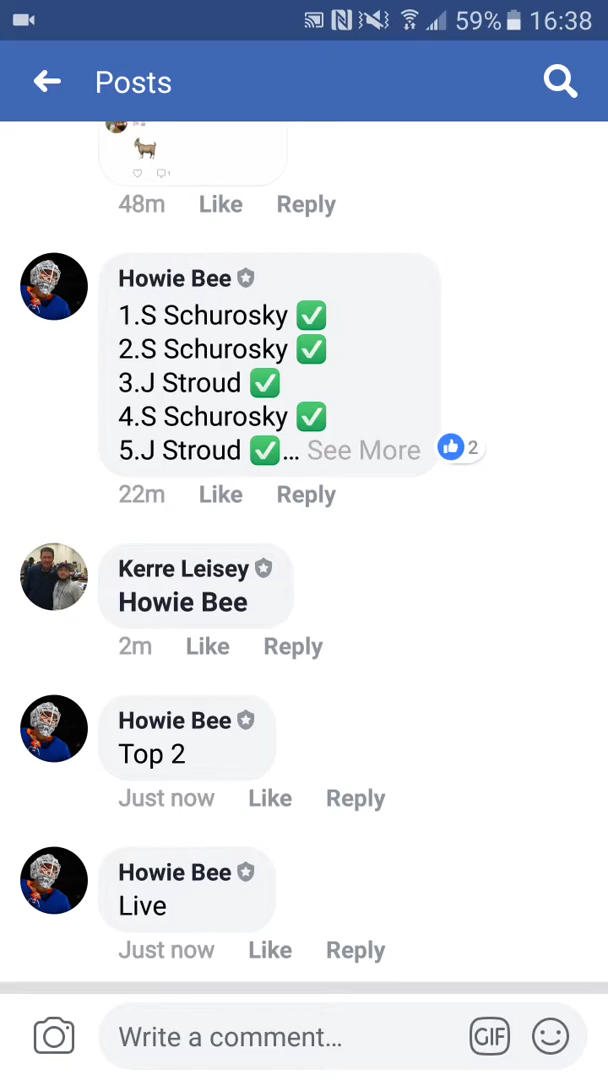 59% 16:38
Posts
48m Like Reply
Howie Bee
1.S Schurosky ✅
2.S Schurosky ✅
3.J Stroud ✅
4.S Schurosky ✅
5.J Stroud ✅... See More
2
22m Like Reply
Kerre Leisey
Howie Bee
2m Like Reply
Howie Bee
Top 2
Just now Like Reply
Howie Bee
Live
Just now Like Reply
Write a comment...
GIF